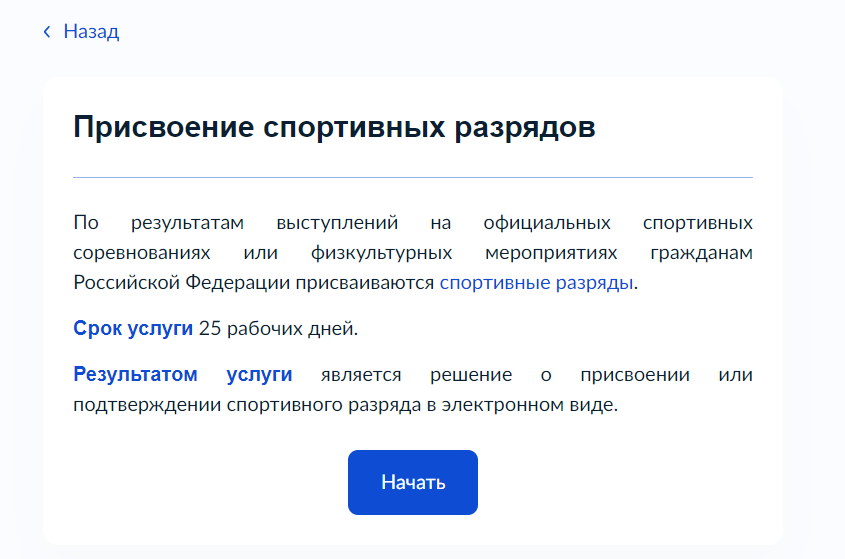 Назад
Присвоение спортивных разрядов
По результатам выступлений на официальных спортивных
соревнованиях или физкультурных мероприятиях гражданам
Российской Федерации присваиваются спортивные разряды.
Срок услуги 25 рабочих дней.
Результатом услуги является решение о присвоении или
подтверждении спортивного разряда в электронном виде.
Начать